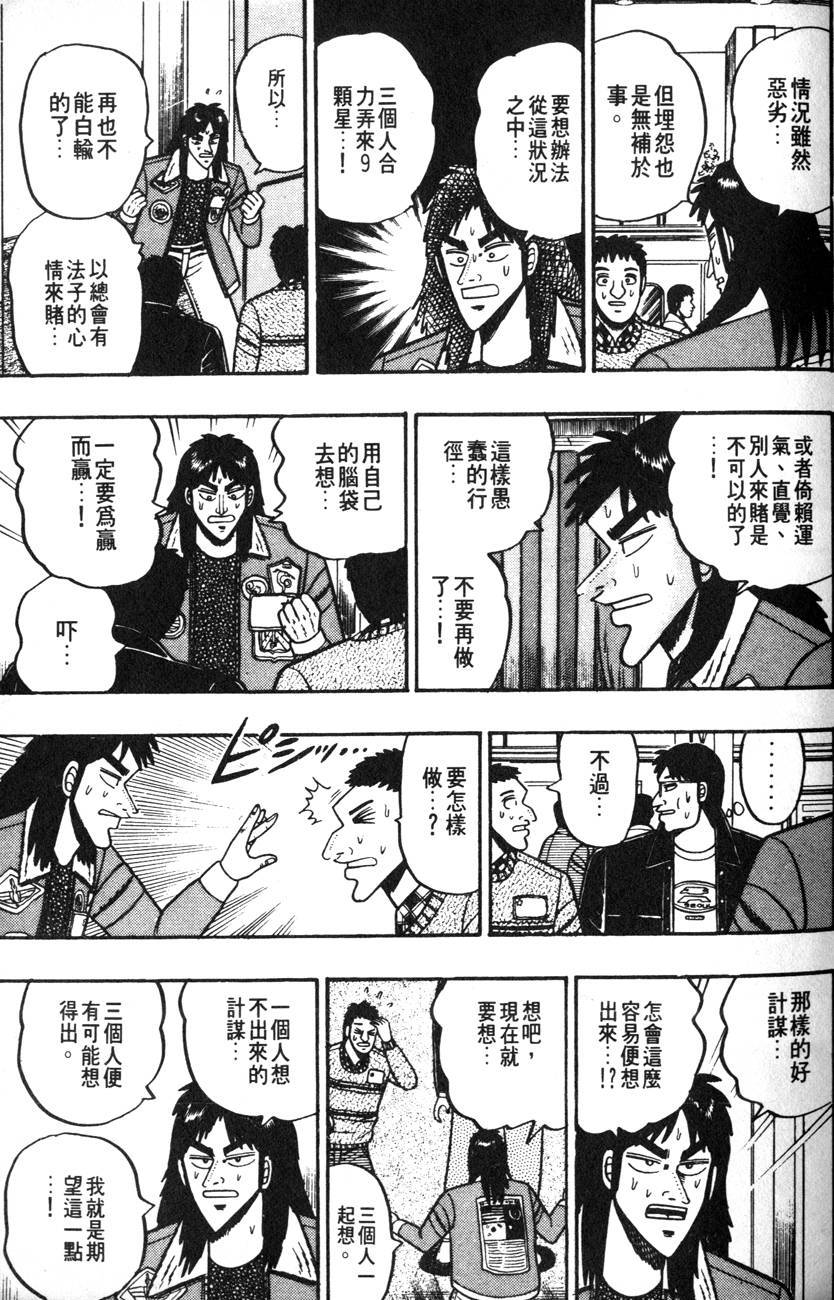 情況雖然
惡劣…
但埋怨也
是無補於
事。
要想辦法
從這狀況
之中…
三個人合
力弄來9
顆星…!
所以…
再也不
能白輸
的了…
以總會有
法子的心
情來賭…
或者倚賴運
氣、直覺、
別人來賭是
不可以的了
…!
這樣愚
蠢的行
徑…
不要再做
了…!
用自己
的腦袋
去想…
一定要爲贏
而贏…!
吓…
………
不過…
SEOUL
要怎樣
做…?
ピシッ…
那樣的好
計謀…
怎會這麼
容易便想
出來…!?
想吧，
現在就
要想…
三個人一
起想。
一個人想
不出來的
計謀…
三個人便
有可能想
得出。
我就是期
望這一點
…!